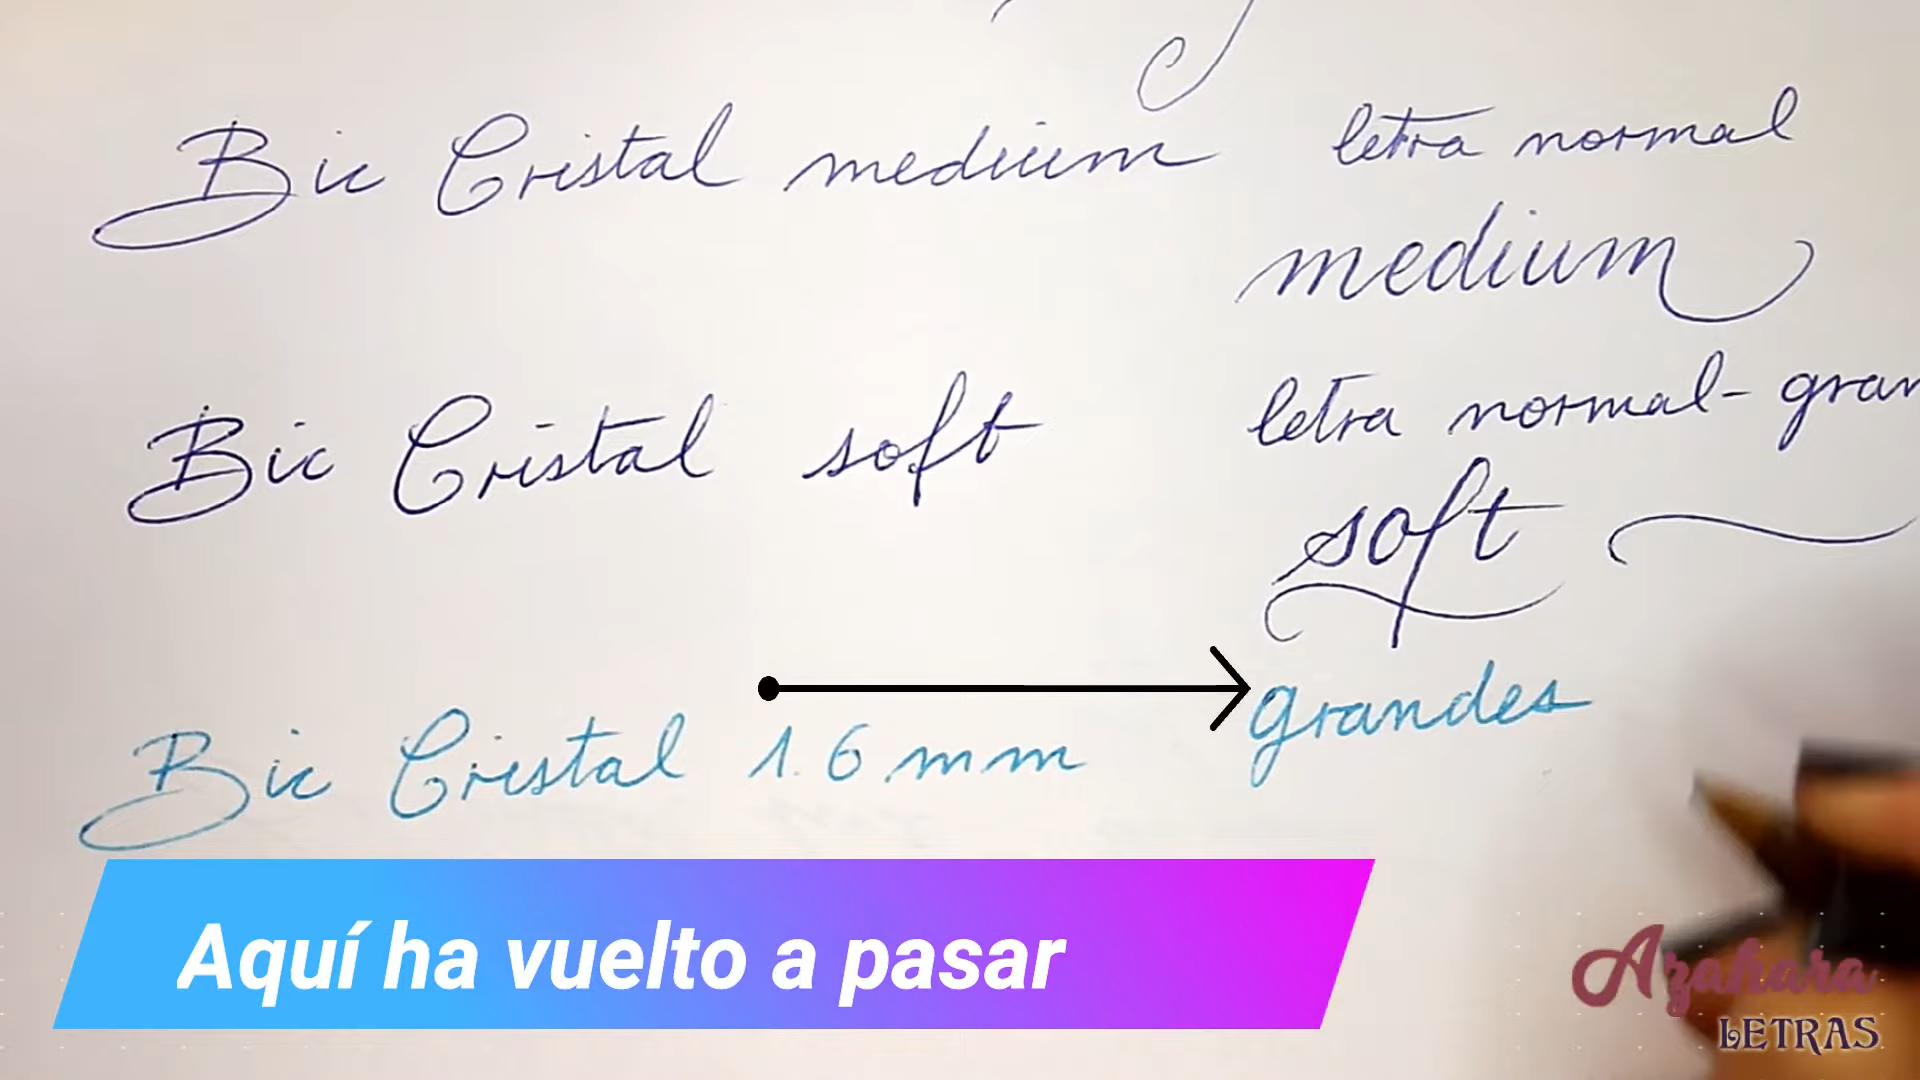 Bic Cristal medium letra normal
medium
Bic Cristal soft letra normal-gran
soft
Bic Cristal 1.6 mm grandes
Aquí ha vuelto a pasar
Azahara
LETRAS